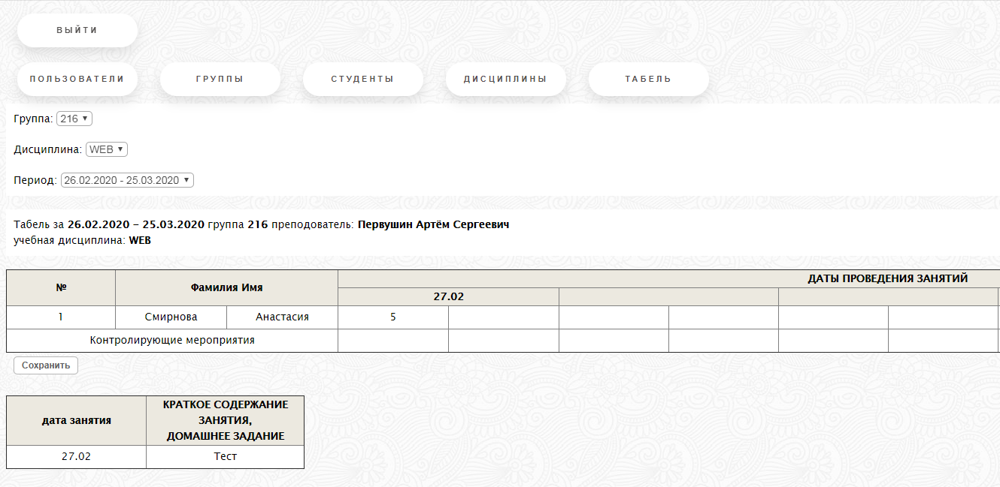 ВЫЙТИ
ПОЛЬЗОВАТЕЛИ ГРУППЫ СТУДЕНТЫ ДИСЦИПЛИНЫ ТАБЕЛЬ
Группа: 216
Дисциплина: WEB
Период: 26.02.2020 - 25.03.2020
Табель за 26.02.2020 - 25.03.2020 группа 216 преподователь: Первушин Артём Сергеевич
учебная дисциплина: WEB
№ Фамилия Имя ДАТЫ ПРОВЕДЕНИЯ ЗАНЯТИЙ
27.02
1 Смирнова Анастасия 5
Контролирующие мероприятия
Сохранить
дата занятия
КРАТКОЕ СОДЕРЖАНИЕ
ЗАНЯТИЯ,
ДОМАШНЕЕ ЗАДАНИЕ
27.02 Тест